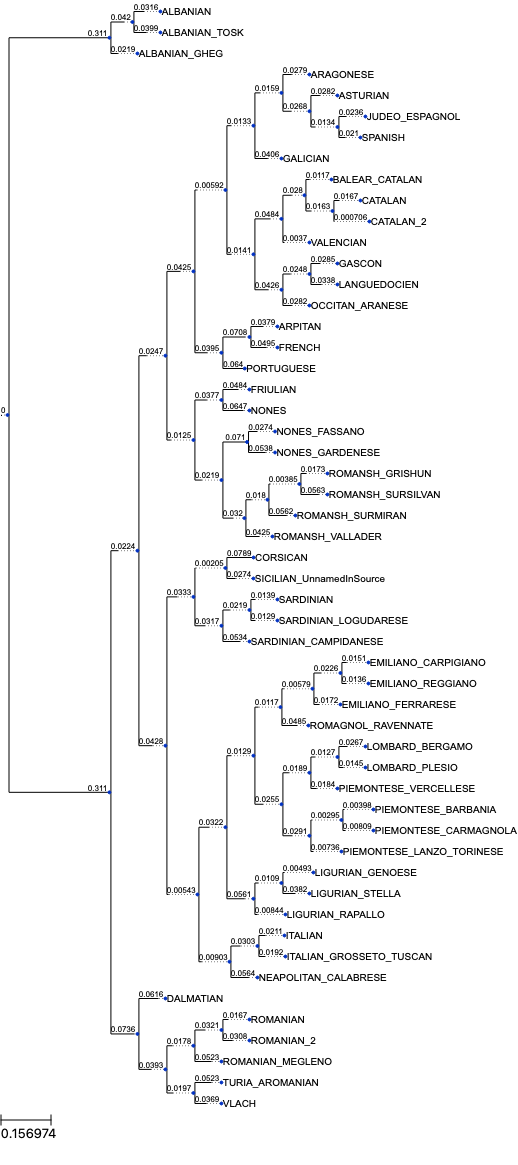 0.0316 ALBANIAN
0.042
0.0399 ALBANIAN_TOSK
0.311
0.0219 ALBANIAN_GHEG
0.0279 ARAGONESE
0.0159
0.0282 ASTURIAN
0.0268
0.0236 JUDEO_ESPAGNOL
0.0134
0.021 SPANISH
0.0133
0.0406 GALICIAN
0.00592
0.0117 BALEAR_CATALAN
0.028
0.0167 CATALAN
0.0163
0.000706 CATALAN_2
0.0484
0.0037 VALENCIAN
0.0141
0.0285 GASCON
0.0248
0.0338 LANGUEDOCIEN
0.0426
0.0282 OCCITAN_ARANESE
0.0425
0.0379 ARPITAN
0.0708
0.0495 FRENCH
0.0395
0.064 PORTUGUESE
0.0247
0.0484 FRIULIAN
0.0377
0.0647 NONES
0.0125
0.0274 NONES_FASSANO
0.071
0.0538 NONES_GARDENESE
0.0219
0.0173 ROMANSH_GRISHUN
0.00385
0.0563 ROMANSH_SURSILVAN
0.018
0.0562 ROMANSH_SURMIRAN
0.032
0.0425 ROMANSH_VALLADER
0
0.0224
0.0789 CORSICAN
0.00205
0.0274 SICILIAN_UnnamedInSource
0.0333
0.0139 SARDINIAN
0.0219
0.0129 SARDINIAN_LOGUDARESE
0.0317
0.0534 SARDINIAN_CAMPIDANESE
0.0428
0.0151 EMILIANO_CARPIGIANO
0.0226
0.0136 EMILIANO_REGGIANO
0.00579
0.0172 EMILIANO_FERRARESE
0.0117
0.0485 ROMAGNOL_RAVENNATE
0.0129
0.0267 LOMBARD_BERGAMO
0.0127
0.0145 LOMBARD_PLESIO
0.0189
0.0184 PIEMONTESE_VERCELLESE
0.0255
0.00398 PIEMONTESE_BARBANIA
0.00295
0.00809 PIEMONTESE_CARMAGNOLA
0.0291
0.00736 PIEMONTESE_LANZO_TORINESE
0.0322
0.00493 LIGURIAN_GENOESE
0.0109
0.0382 LIGURIAN_STELLA
0.0561
0.00844 LIGURIAN_RAPALLO
0.00543
0.0211 ITALIAN
0.0303
0.0192 ITALIAN_GROSSETO_TUSCAN
0.00903
0.0564 NEAPOLITAN_CALABRESE
0.311
0.0616 DALMATIAN
0.0736
0.0167 ROMANIAN
0.0321
0.0308 ROMANIAN_2
0.0178
0.0523 ROMANIAN_MEGLENO
0.0393
0.0523 TURIA_AROMANIAN
0.0197
0.0369 VLACH
0.156974